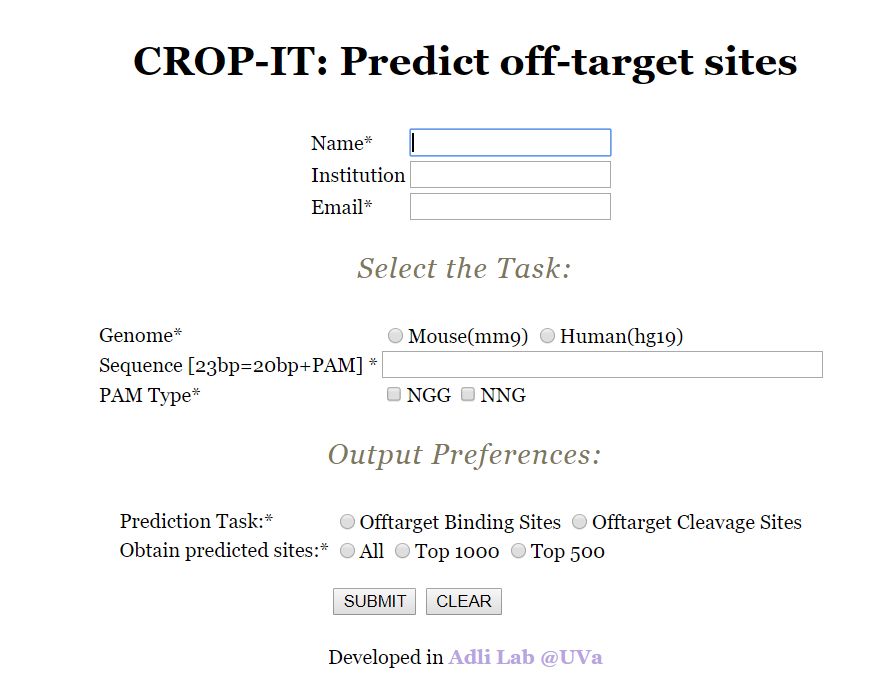 CROP-IT: Predict off-target sites
Name*
Institution
Email*
Select the Task:
Genome* Mouse(mm9) Human(hg19)
Sequence [23bp=20bp+PAM] *
PAM Type* NGG NNG
Output Preferences:
Prediction Task:* Offtarget Binding Sites Offtarget Cleavage Sites
Obtain predicted sites:* All Top 1000 Top 500
SUBMIT CLEAR
Developed in Adli Lab @UVa